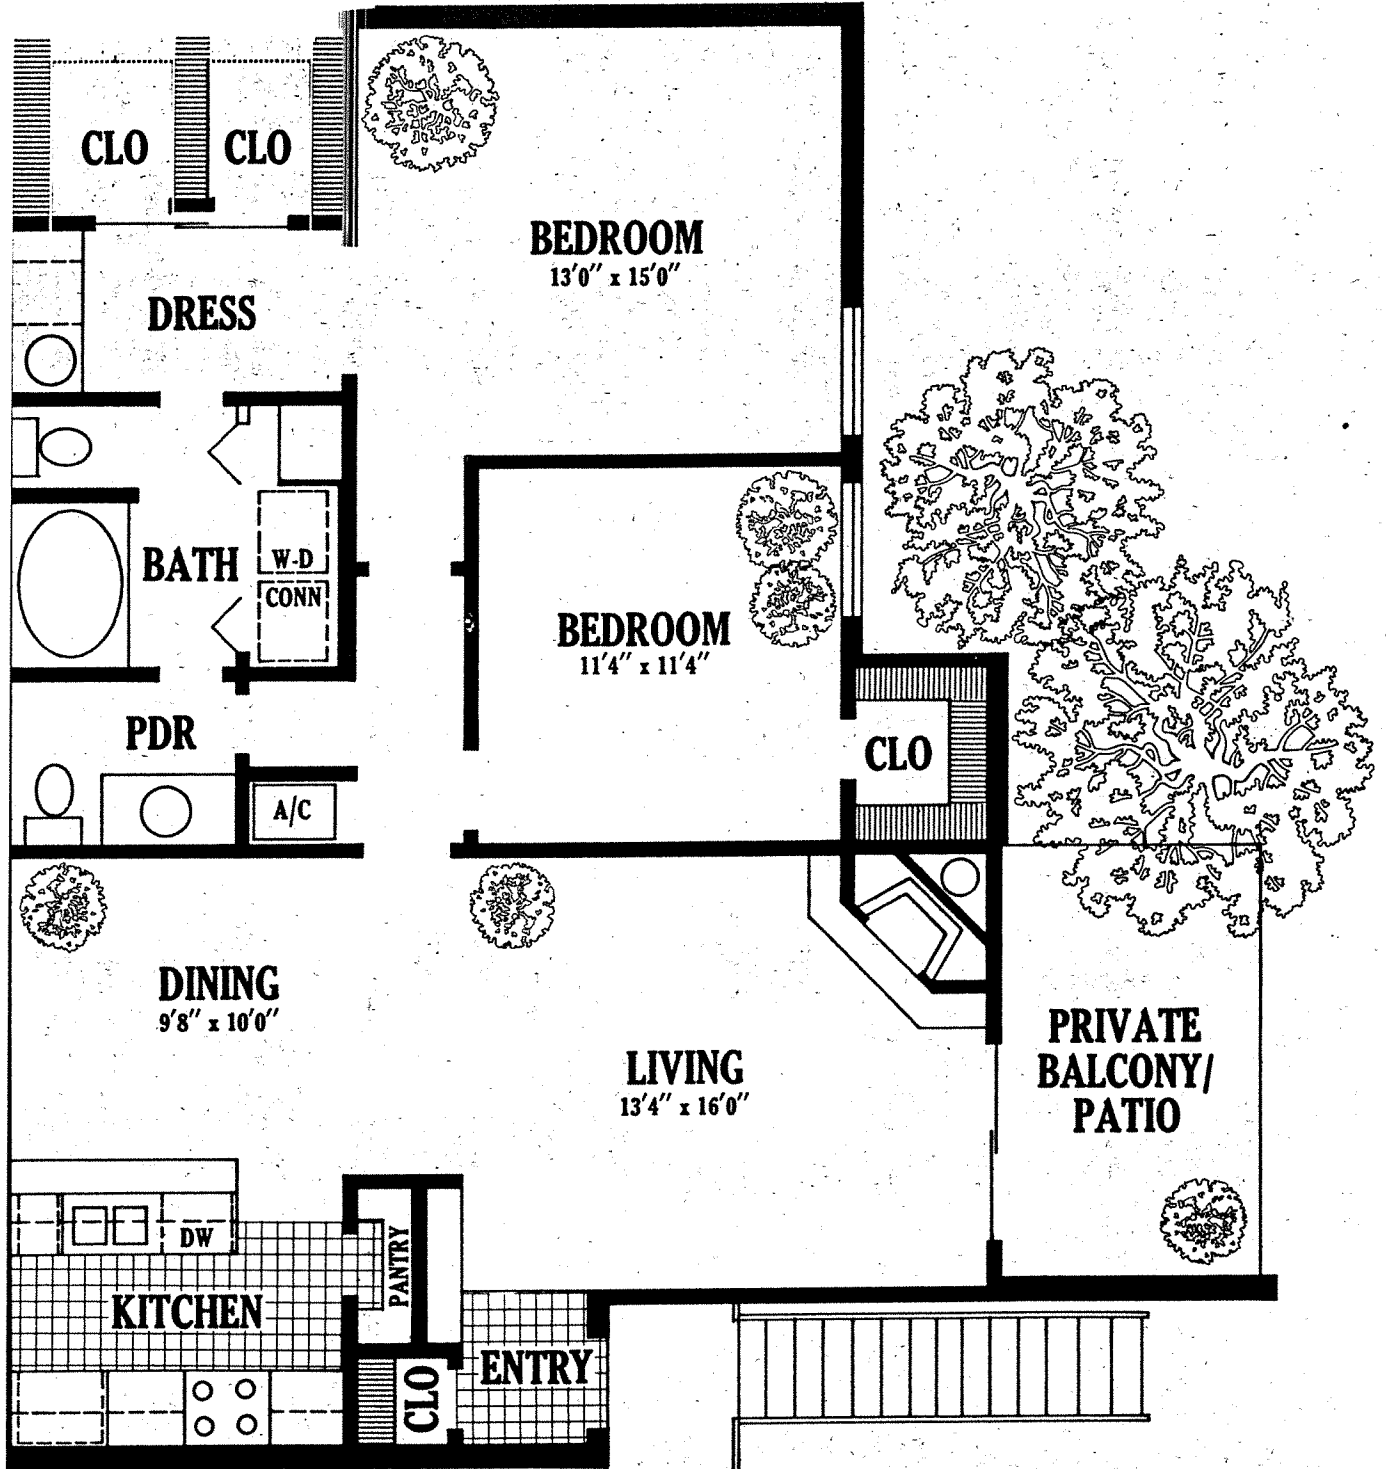 CLO
CLO
BEDROOM
13'0" x 15'0"
DRESS
BATH
W-D
CONN
BEDROOM
11'4" x 11'4"
PDR
CLO
A/C
DINING
9'8" x 10'0"
LIVING
13'4" x 16'0"
PRIVATE
BALCONY/
PATIO
DW
PANTRY
KITCHEN
ENTRY
CLO